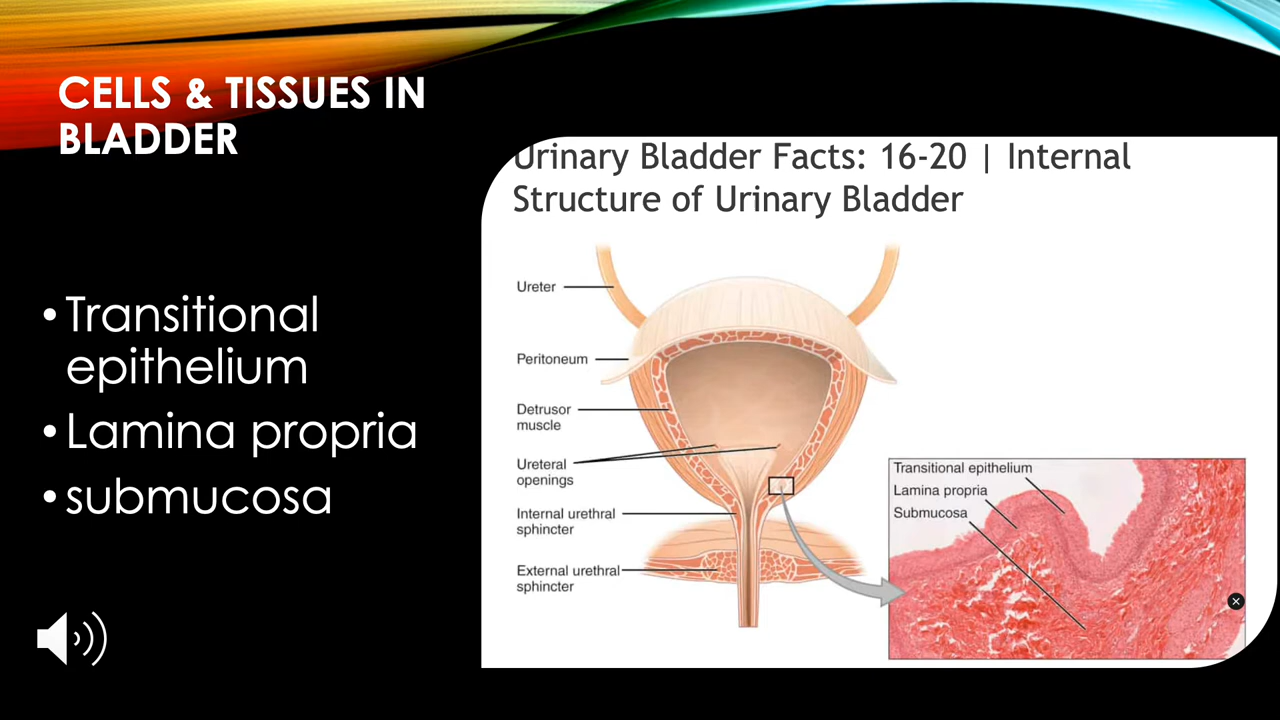 CELLS & TISSUES IN
BLADDER
• Transitional
epithelium
• Lamina propria
• submucosa
Urinary Bladder Facts: 16-20 | Internal
Structure of Urinary Bladder
Ureter
Peritoneum
Detrusor
muscle
Ureteral
openings
Internal urethral
sphincter
External urethral
sphincter
Transitional epithelium
Lamina propria
Submucosa